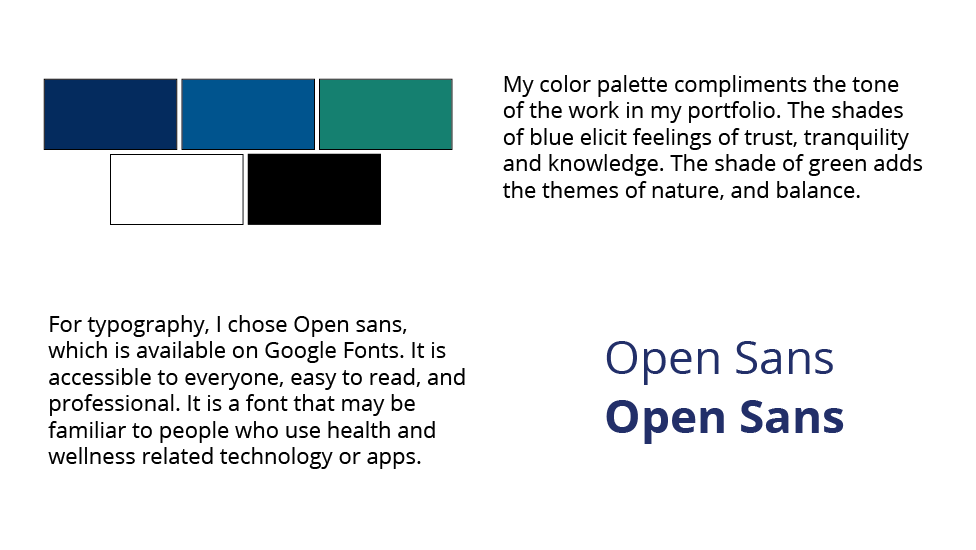 My color palette compliments the tone
of the work in my portfolio. The shades
of blue elicit feelings of trust, tranquility
and knowledge. The shade of green adds
the themes of nature, and balance.
For typography, I chose Open sans,
which is available on Google Fonts. It is
accessible to everyone, easy to read, and
professional. It is a font that may be
familiar to people who use health and
wellness related technology or apps.
Open Sans
Open Sans